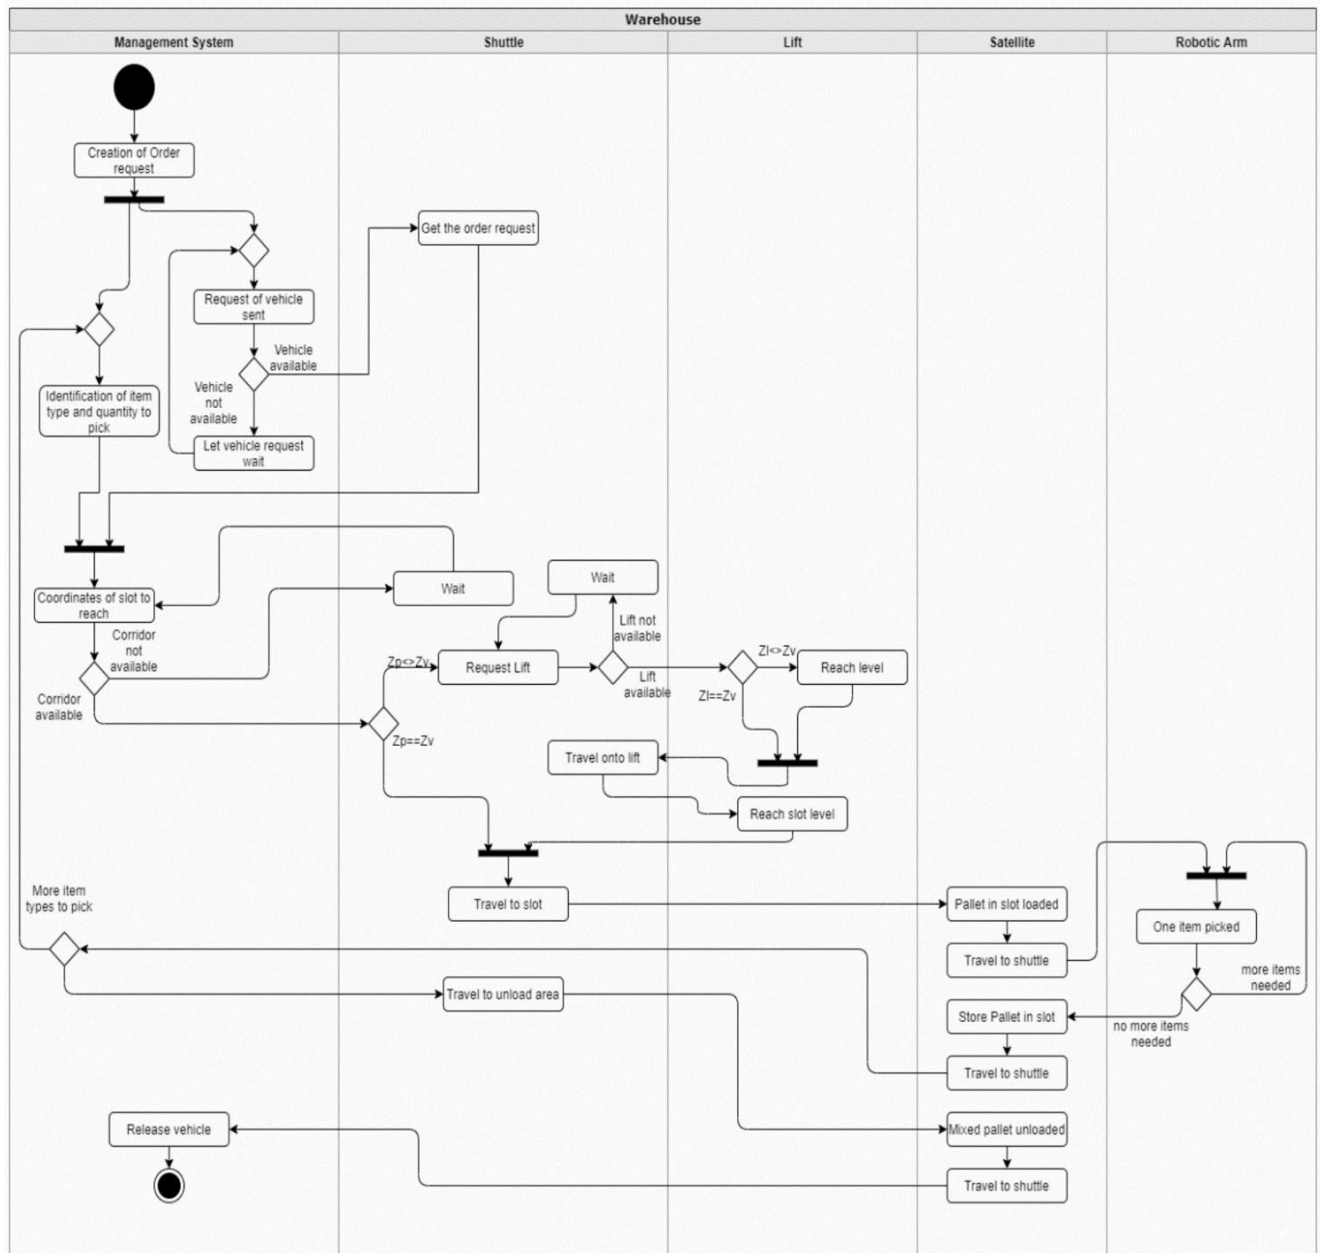 Warehouse
Management System
Shuttle
Lift
Satellite
Robotic Arm
Creation of Order
request
Get the order request
Request of vehicle
sent
Vehicle
available
Vehicle
not
available
Identification of item
type and quantity to
pick
Let vehicle request
wait
Wait
Wait
Coordinates of slot to
reach
Corridor
not
available
Lift not
available
Zp<>Zv
Request Lift
Lift
available
Zl<>Zv
Reach level
Zl==Zv
Corridor
available
Zp==Zv
Travel onto lift
Reach slot level
More item
types to pick
Travel to slot
Pallet in slot loaded
One item picked
Travel to shuttle
more items
needed
Travel to unload area
Store Pallet in slot
no more items
needed
Travel to shuttle
Release vehicle
Mixed pallet unloaded
Travel to shuttle